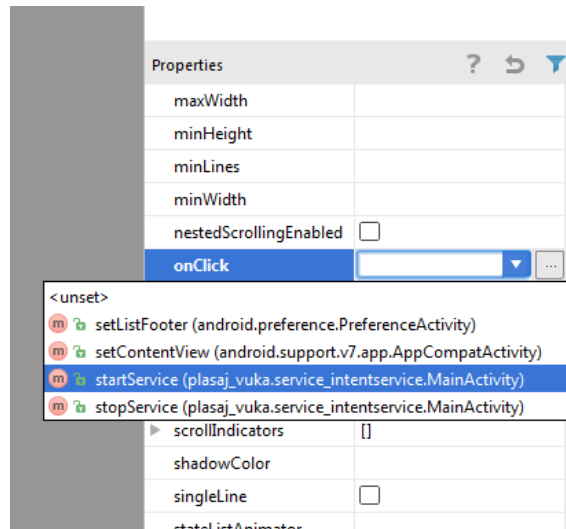 Properties
?
maxWidth
minHeight
minLines
minWidth
nestedScrollingEnabled
onClick
...
<unset>
m setListFooter (android.preference.PreferenceActivity)
m setContentView (android.support.v7.app.AppCompatActivity)
m startService (plasaj_vuka.service_intentservice.MainActivity)
m stopService (plasaj_vuka.service_intentservice.MainActivity)
scrollIndicators []
shadowColor
singleLine
stateListAnimator